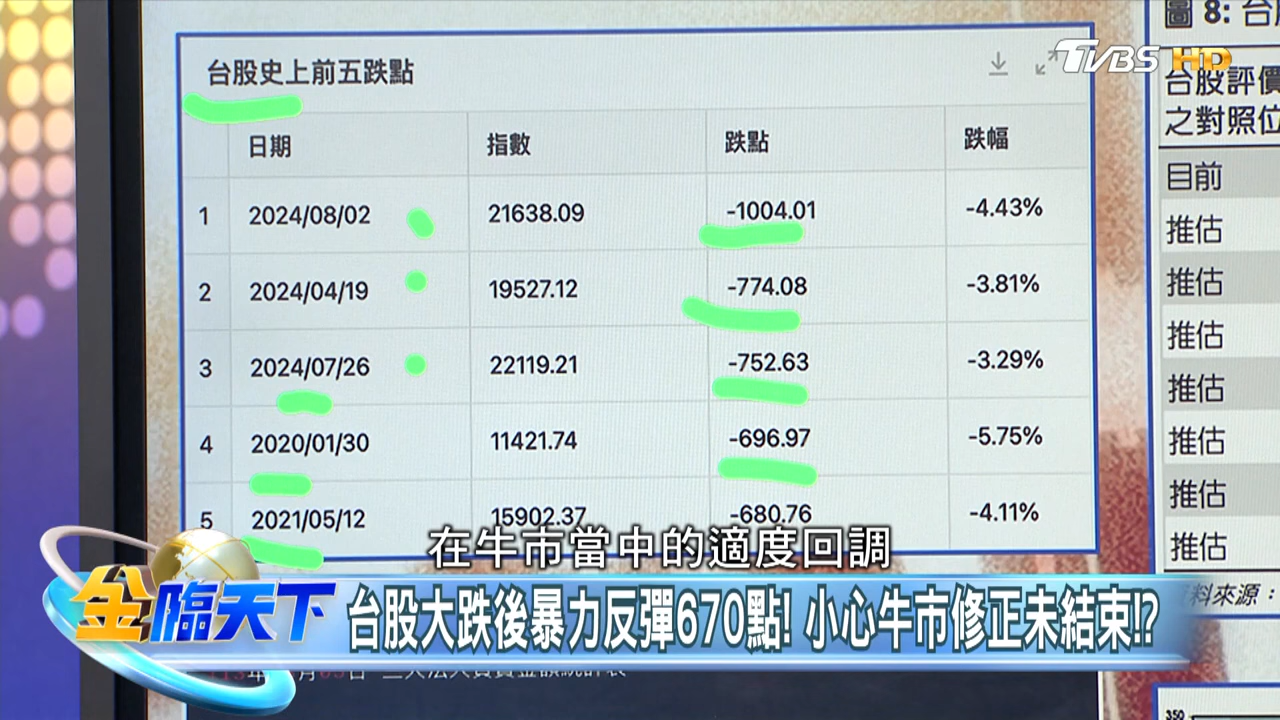 圖 8: 台股
TVBS HD
台股史上前五跌點
台股評價
之對照位
日期 指數 跌點 跌幅
目前
1 2024/08/02 21638.09 -1004.01 -4.43%
推估
2 2024/04/19 19527.12 -774.08 -3.81%
推估
推估
3 2024/07/26 22119.21 -752.63 -3.29%
推估
4 2020/01/30 11421.74 -696.97 -5.75%
推估
推估
5 2021/05/12 15902.37 -680.76 -4.11%
推估
在牛市當中的適度回調
金臨天下
台股大跌後暴力反彈670點! 小心牛市修正未結束!?
料來源：
350